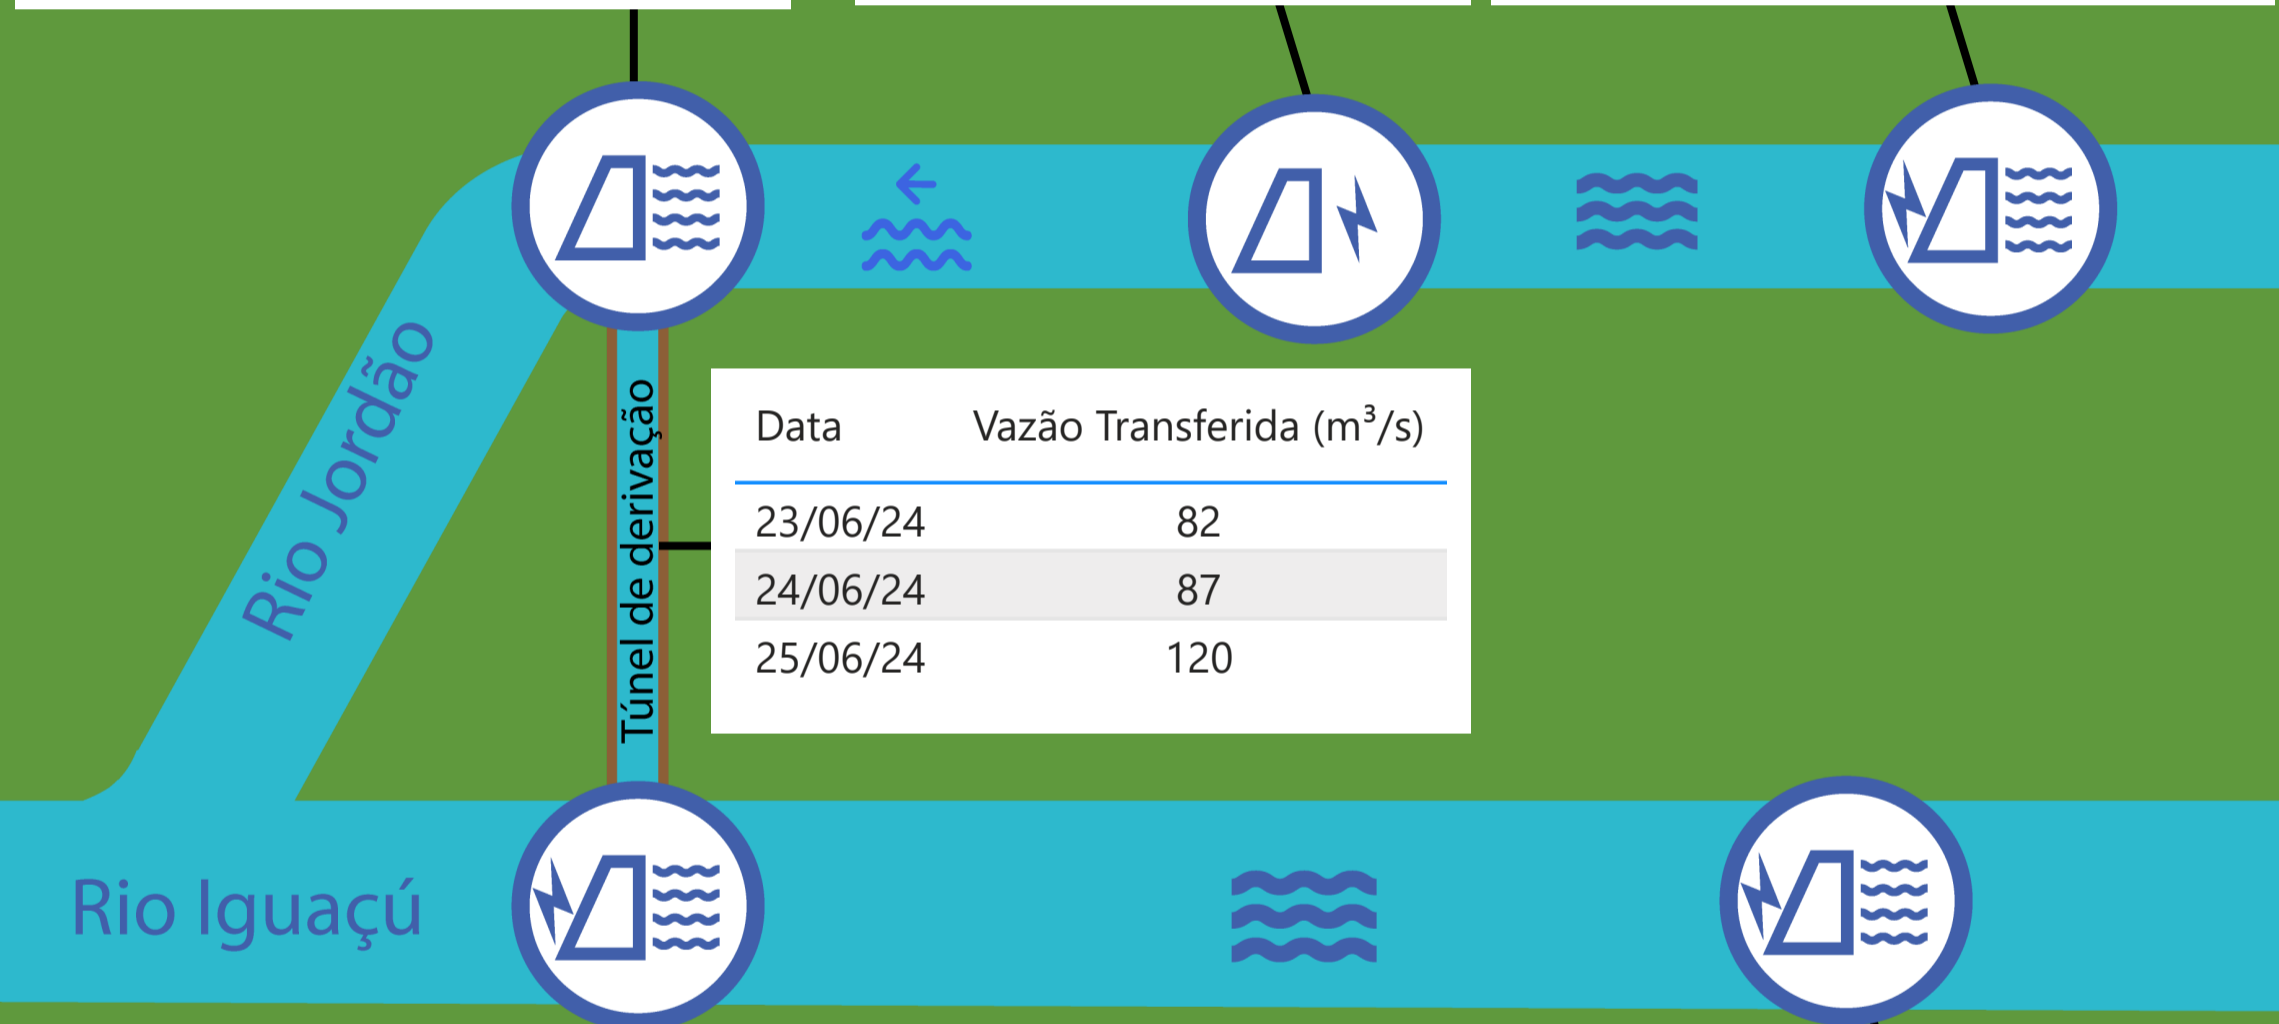 Rio Jordão
Túnel de derivação
Data Vazão Transferida (m³/s)
23/06/24 82
24/06/24 87
25/06/24 120
Rio Iguaçú